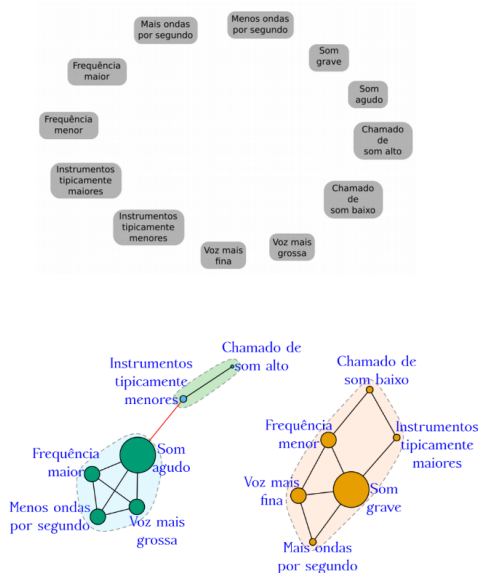 Mais ondas
por segundo
Menos ondas
por segundo
Som
grave
Frequência
maior
Som
agudo
Frequência
menor
Chamado
de
som alto
Instrumentos
tipicamente
maiores
Chamado
de
som baixo
Instrumentos
tipicamente
menores
Voz mais
fina
Voz mais
grossa
Chamado de
som alto
Instrumentos
tipicamente
menores
Som
agudo
Frequência
maior
Menos ondas
por segundo
Voz mais
grossa
Chamado de
som baixo
Frequência
menor
Instrumentos
tipicamente
maiores
Voz mais
fina
Som
grave
Mais ondas
por segundo